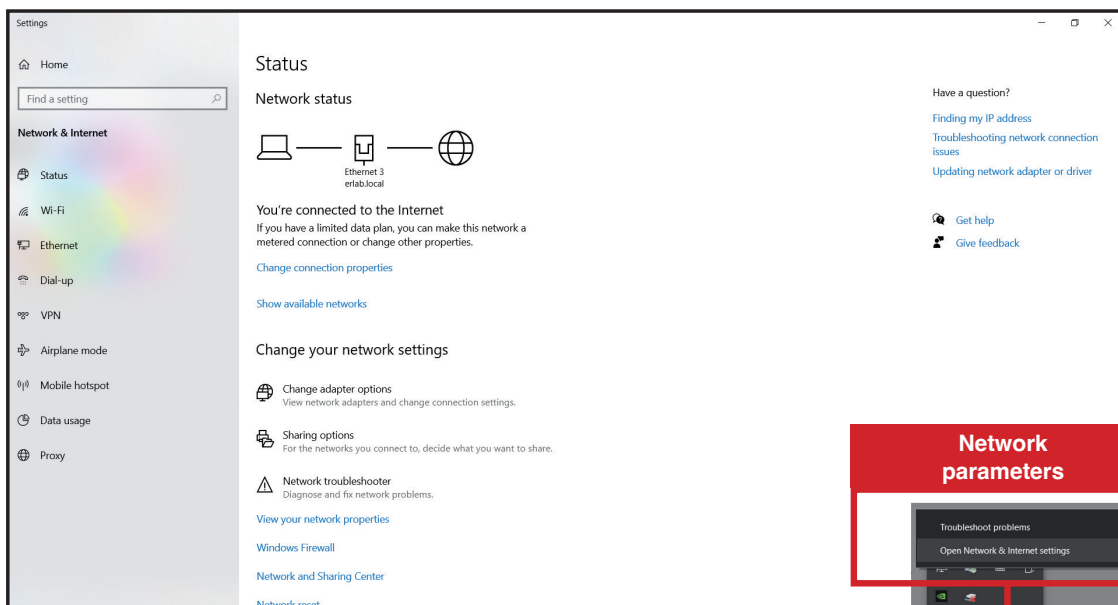 Settings
Home
Find a setting
Network & Internet
Status
Wi-Fi
Ethernet
Dial-up
VPN
Airplane mode
Mobile hotspot
Data usage
Proxy
Status
Network status
Ethernet 3
erlab.local
You're connected to the Internet
If you have a limited data plan, you can make this network a
metered connection or change other properties.
Change connection properties
Show available networks
Change your network settings
Change adapter options
View network adapters and change connection settings.
Sharing options
For the networks you connect to, decide what you want to share.
Network troubleshooter
Diagnose and fix network problems.
View your network properties
Windows Firewall
Network and Sharing Center
Network reset
Have a question?
Finding my IP address
Troubleshooting network connection
issues
Updating network adapter or driver
Get help
Give feedback
Network
parameters
Troubleshoot problems
Open Network & Internet settings